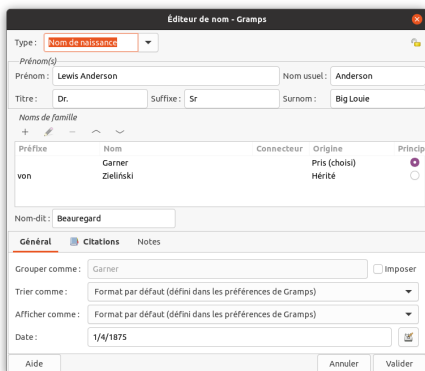 Éditeur de nom - Gramps
Type : Nom de naissance
Prénom(s)
Prénom : Lewis Anderson Nom usuel : Anderson
Titre : Dr. Suffixe : Sr Surnom : Big Louie
Noms de famille
Préfixe Nom Connecteur Origine Princip
Garner Pris (choisi)
von Zieliński Hérité
Nom-dit : Beauregard
Général Citations Notes
Grouper comme : Garner Imposer
Trier comme : Format par défaut (défini dans les préférences de Gramps)
Afficher comme : Format par défaut (défini dans les préférences de Gramps)
Date : 1/4/1875
Aide Annuler Valider